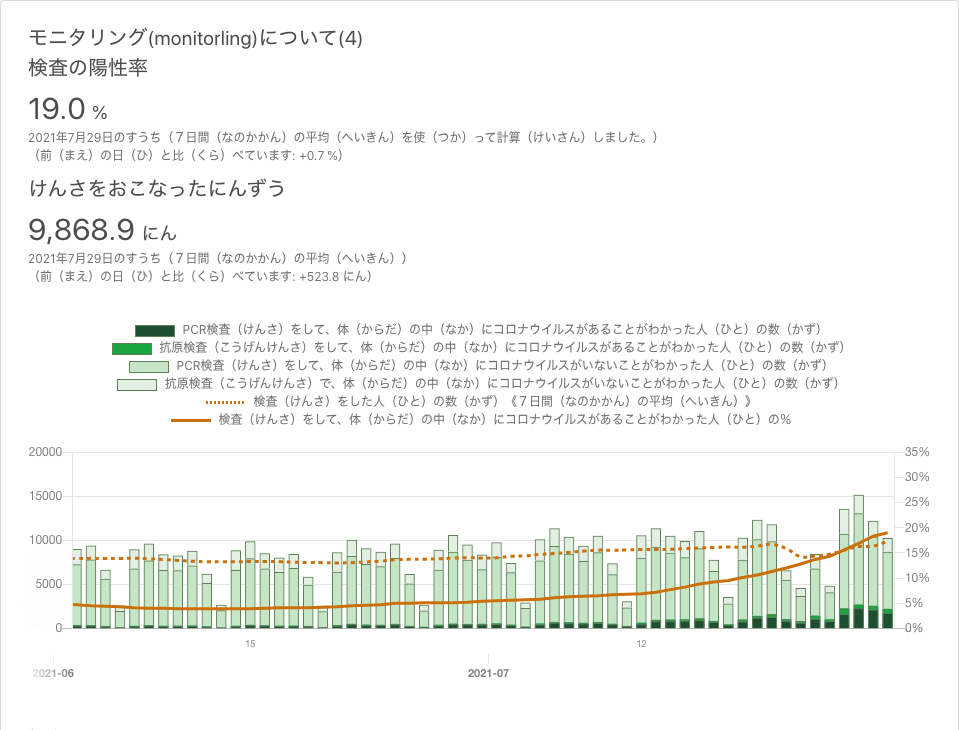 モニタリング(monitorling)について(4)
検査の陽性率
19.0 %
2021年7月29日のすうち（７日間（なのかかん）の平均（へいきん）を使（つか）って計算（けいさん）しました。）
（前（まえ）の日（ひ）と比（くら）べています: +0.7 %）
けんさをおこなったにんずう
9,868.9 にん
2021年7月29日のすうち（７日間（なのかかん）の平均（へいきん））
（前（まえ）の日（ひ）と比（くら）べています: +523.8 にん）
PCR検査（けんさ）をして、体（からだ）の中（なか）にコロナウイルスがあることがわかった人（ひと）の数（かず）
抗原検査（こうげんけんさ）をして、体（からだ）の中（なか）にコロナウイルスがあることがわかった人（ひと）の数（かず）
PCR検査（けんさ）をして、体（からだ）の中（なか）にコロナウイルスがいないことがわかった人（ひと）の数（かず）
抗原検査（こうげんけんさ）で、体（からだ）の中（なか）にコロナウイルスがいないことがわかった人（ひと）の数（かず）
検査（けんさ）をした人（ひと）の数（かず）《７日間（なのかかん）の平均（へいきん）》
検査（けんさ）をして、体（からだ）の中（なか）にコロナウイルスがあることがわかった人（ひと）の%
20000 35%
30%
15000
25%
20%
10000
15%
5000 10%
5%
0 0%
15 12
2021-06 2021-07